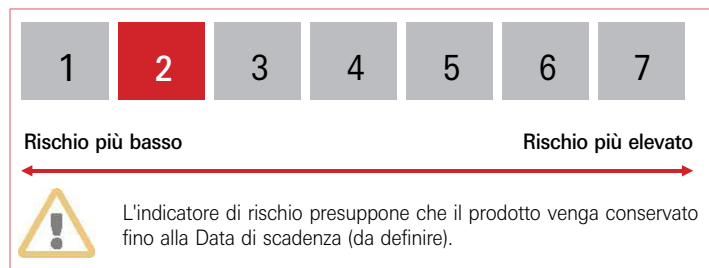 1 2 3 4 5 6 7
Rischio più basso Rischio più elevato
L'indicatore di rischio presuppone che il prodotto venga conservato
fino alla Data di scadenza (da definire).